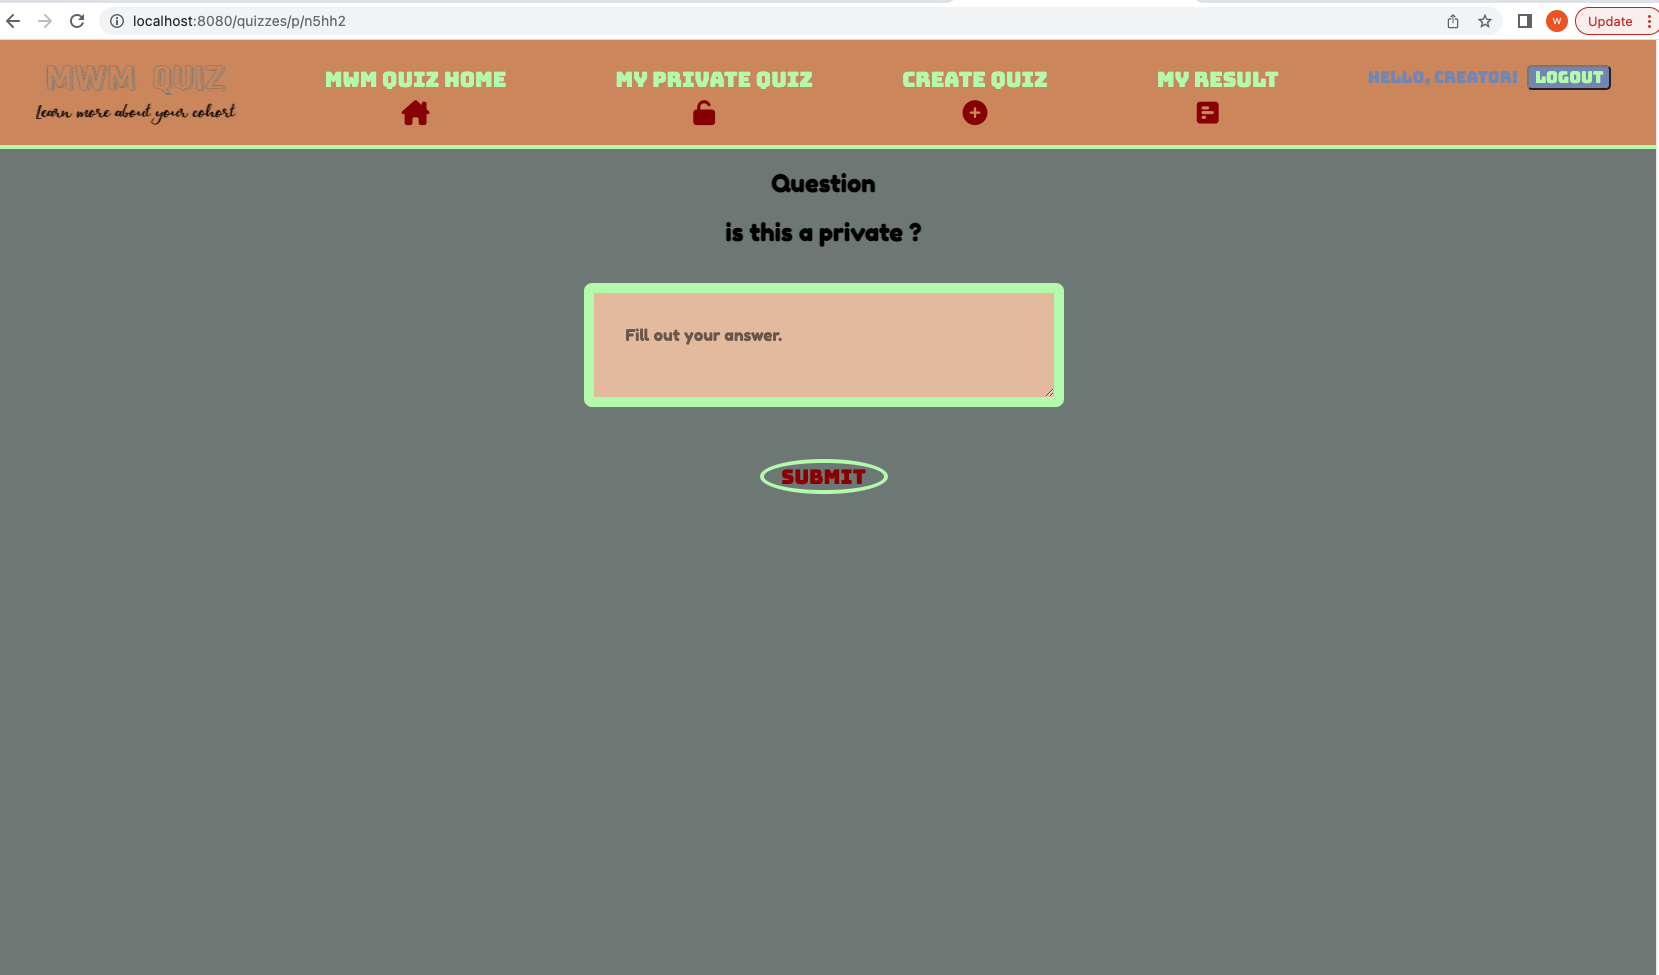 localhost:8080/quizzes/p/n5hh2
W
Update
MWM QUIZ
Learn more about your cohort
MWM QUIZ HOME
MY PRIVATE QUIZ
CREATE QUIZ
MY RESULT
HELLO, CREATOR!
LOGOUT
Question
is this a private ?
Fill out your answer.
SUBMIT